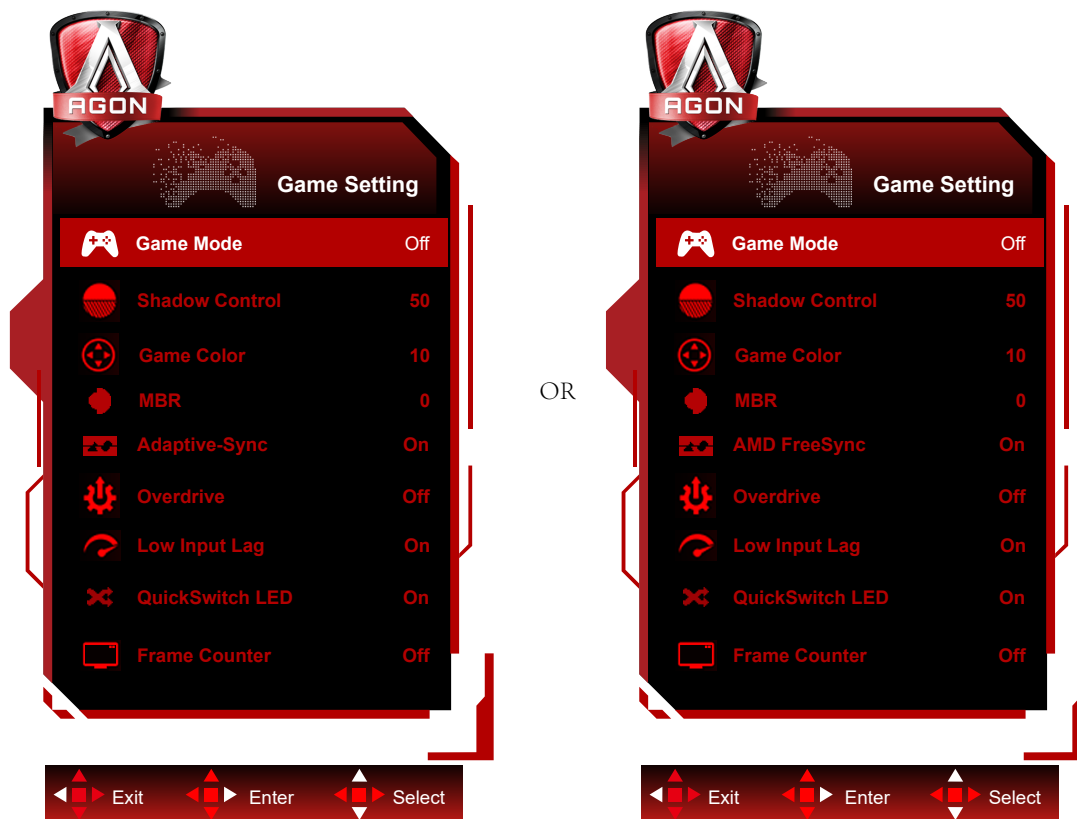 AGON
Game Setting
Game Mode Off
Shadow Control 50
Game Color 10
MBR 0
Adaptive-Sync On
Overdrive Off
Low Input Lag On
QuickSwitch LED On
Frame Counter Off
Exit Enter Select
OR
AGON
Game Setting
Game Mode Off
Shadow Control 50
Game Color 10
MBR 0
AMD FreeSync On
Overdrive Off
Low Input Lag On
QuickSwitch LED On
Frame Counter Off
Exit Enter Select